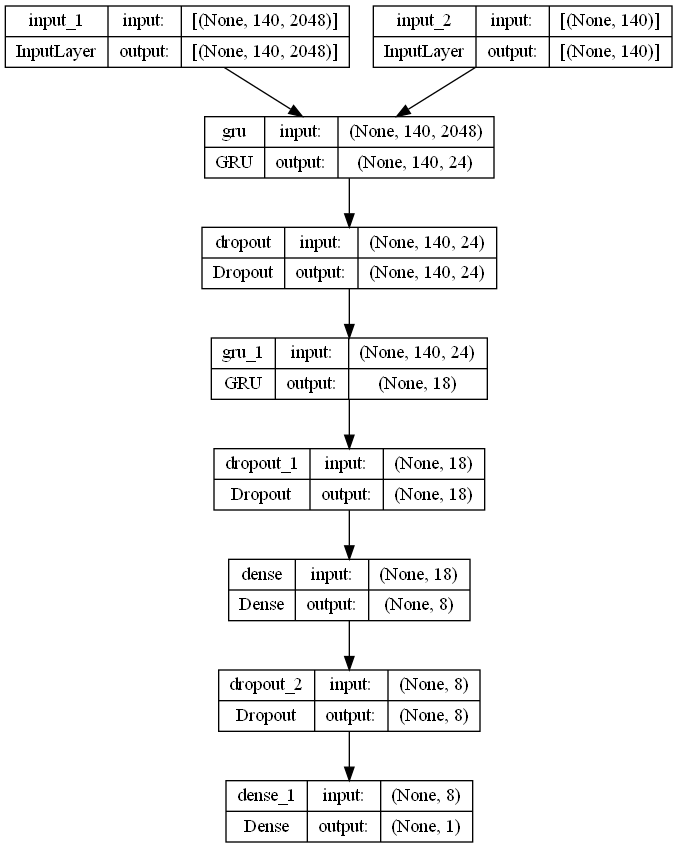 input_1 input: [(None, 140, 2048)]
InputLayer output: [(None, 140, 2048)]
input_2 input: [(None, 140)]
InputLayer output: [(None, 140)]
gru input: (None, 140, 2048)
GRU output: (None, 140, 24)
dropout input: (None, 140, 24)
Dropout output: (None, 140, 24)
gru_1 input: (None, 140, 24)
GRU output: (None, 18)
dropout_1 input: (None, 18)
Dropout output: (None, 18)
dense input: (None, 18)
Dense output: (None, 8)
dropout_2 input: (None, 8)
Dropout output: (None, 8)
dense_1 input: (None, 8)
Dense output: (None, 1)